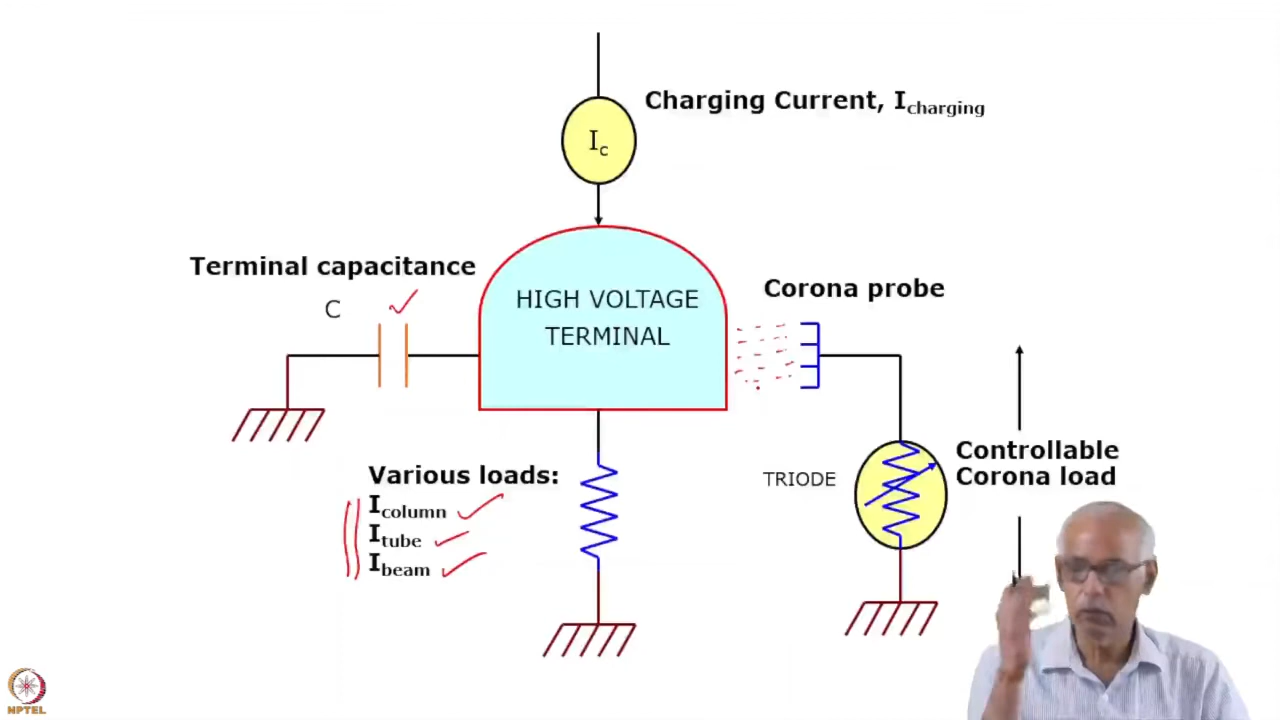 Charging Current, Icharging
Ic
Terminal capacitance
C
HIGH VOLTAGE
TERMINAL
Corona probe
Various loads:
Icolumn
Itube
Ibeam
TRIODE
Controllable
Corona load
NPTEL